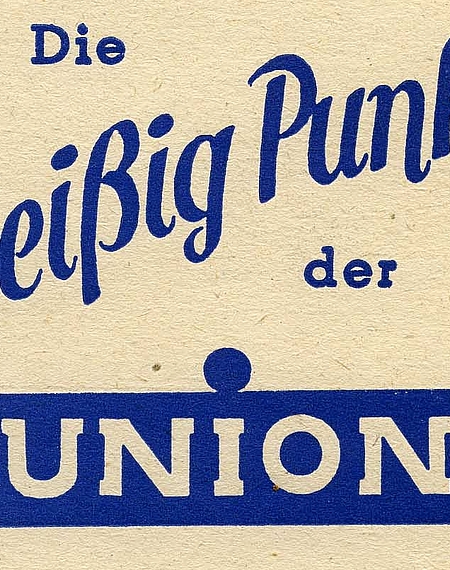 Die
eißig Punk
der
UNION